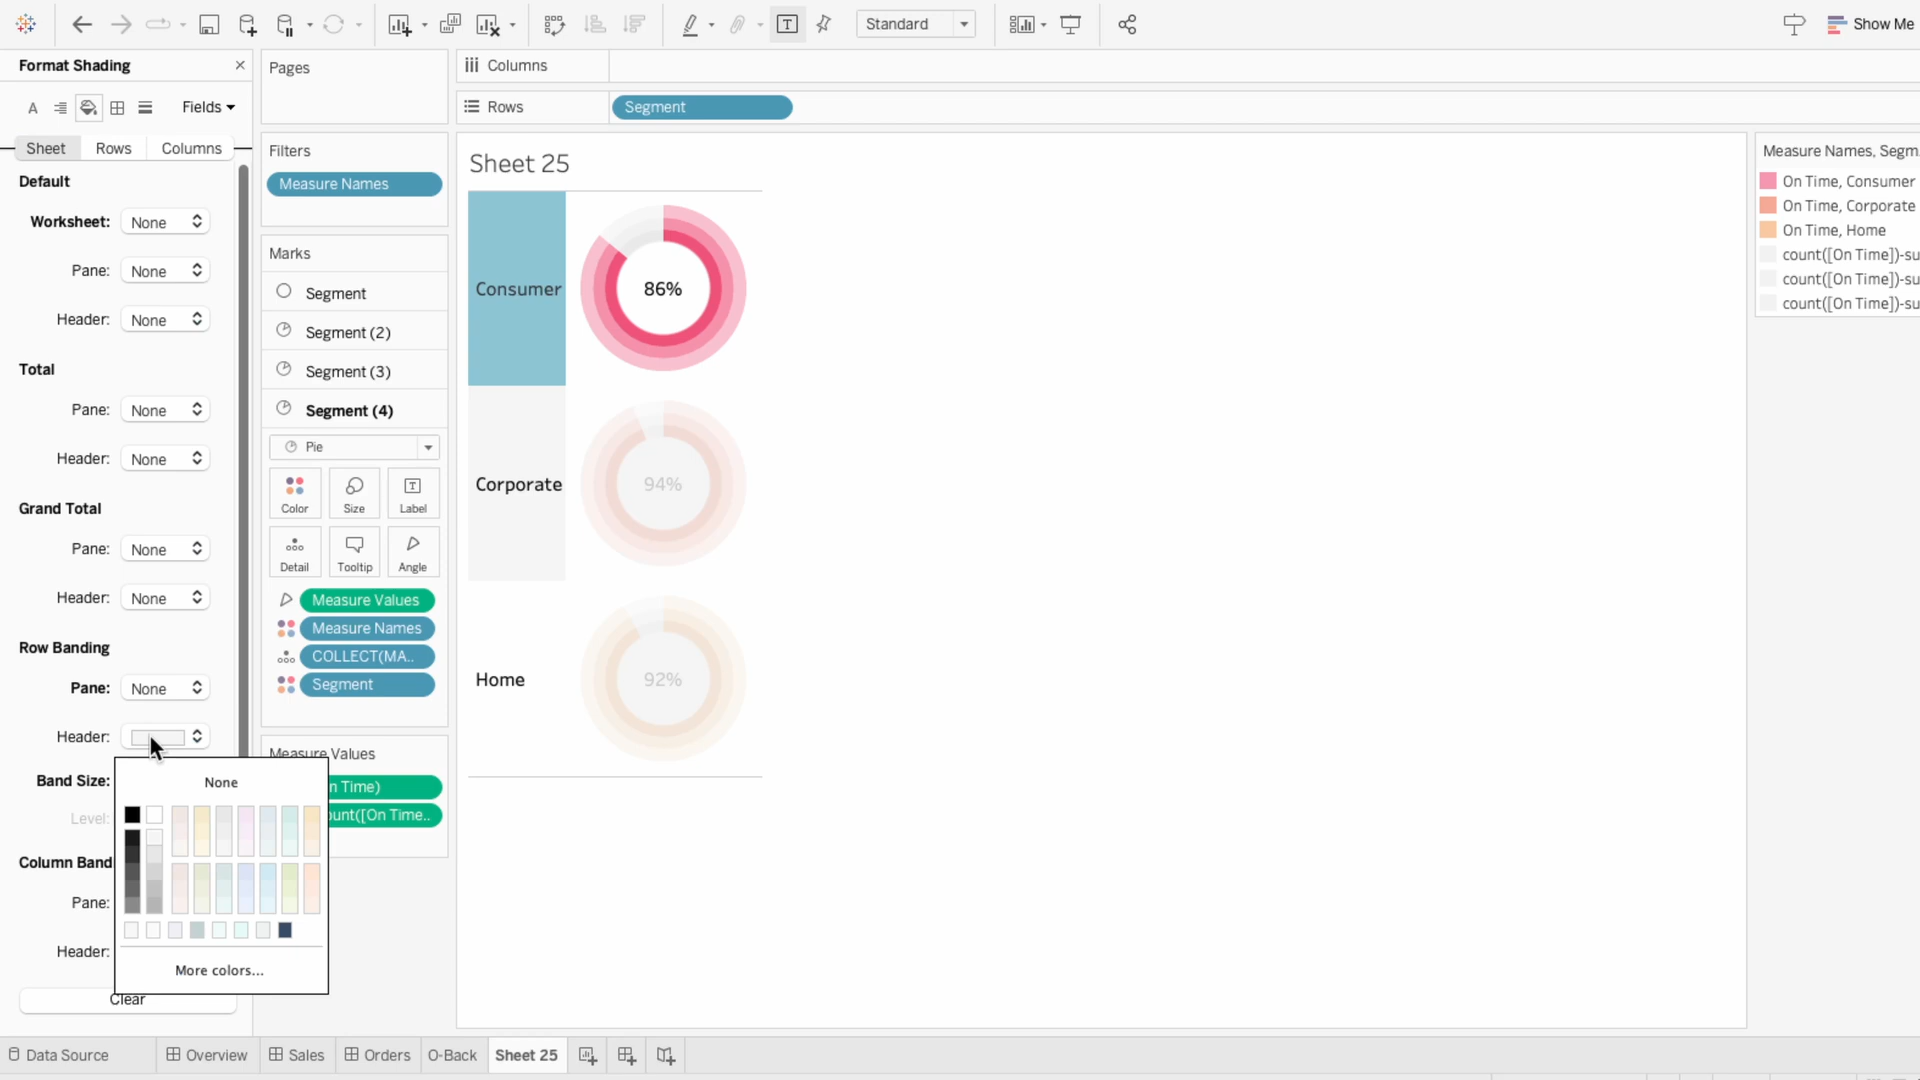 Standard
Show Me
Format Shading
Fields
Sheet
Rows
Columns
Default
Worksheet:
None
Pane:
None
Header:
None
Total
Pane:
None
Header:
None
Grand Total
Pane:
None
Header:
None
Row Banding
Pane:
None
Header:
Band Size:
Level:
Column Band
Pane:
Header:
Clear
None
More colors...
Pages
Filters
Measure Names
Marks
Segment
Segment (2)
Segment (3)
Segment (4)
Pie
Color
Size
Label
Detail
Tooltip
Angle
Measure Values
Measure Names
COLLECT(MA..
Segment
Measure Values
n Time)
ount([On Time..
Columns
Rows
Segment
Sheet 25
Consumer
86%
Corporate
94%
Home
92%
Measure Names, Segm
On Time, Consumer
On Time, Corporate
On Time, Home
count([On Time])-su
count([On Time])-su
count([On Time])-su
Data Source
Overview
Sales
Orders
O-Back
Sheet 25